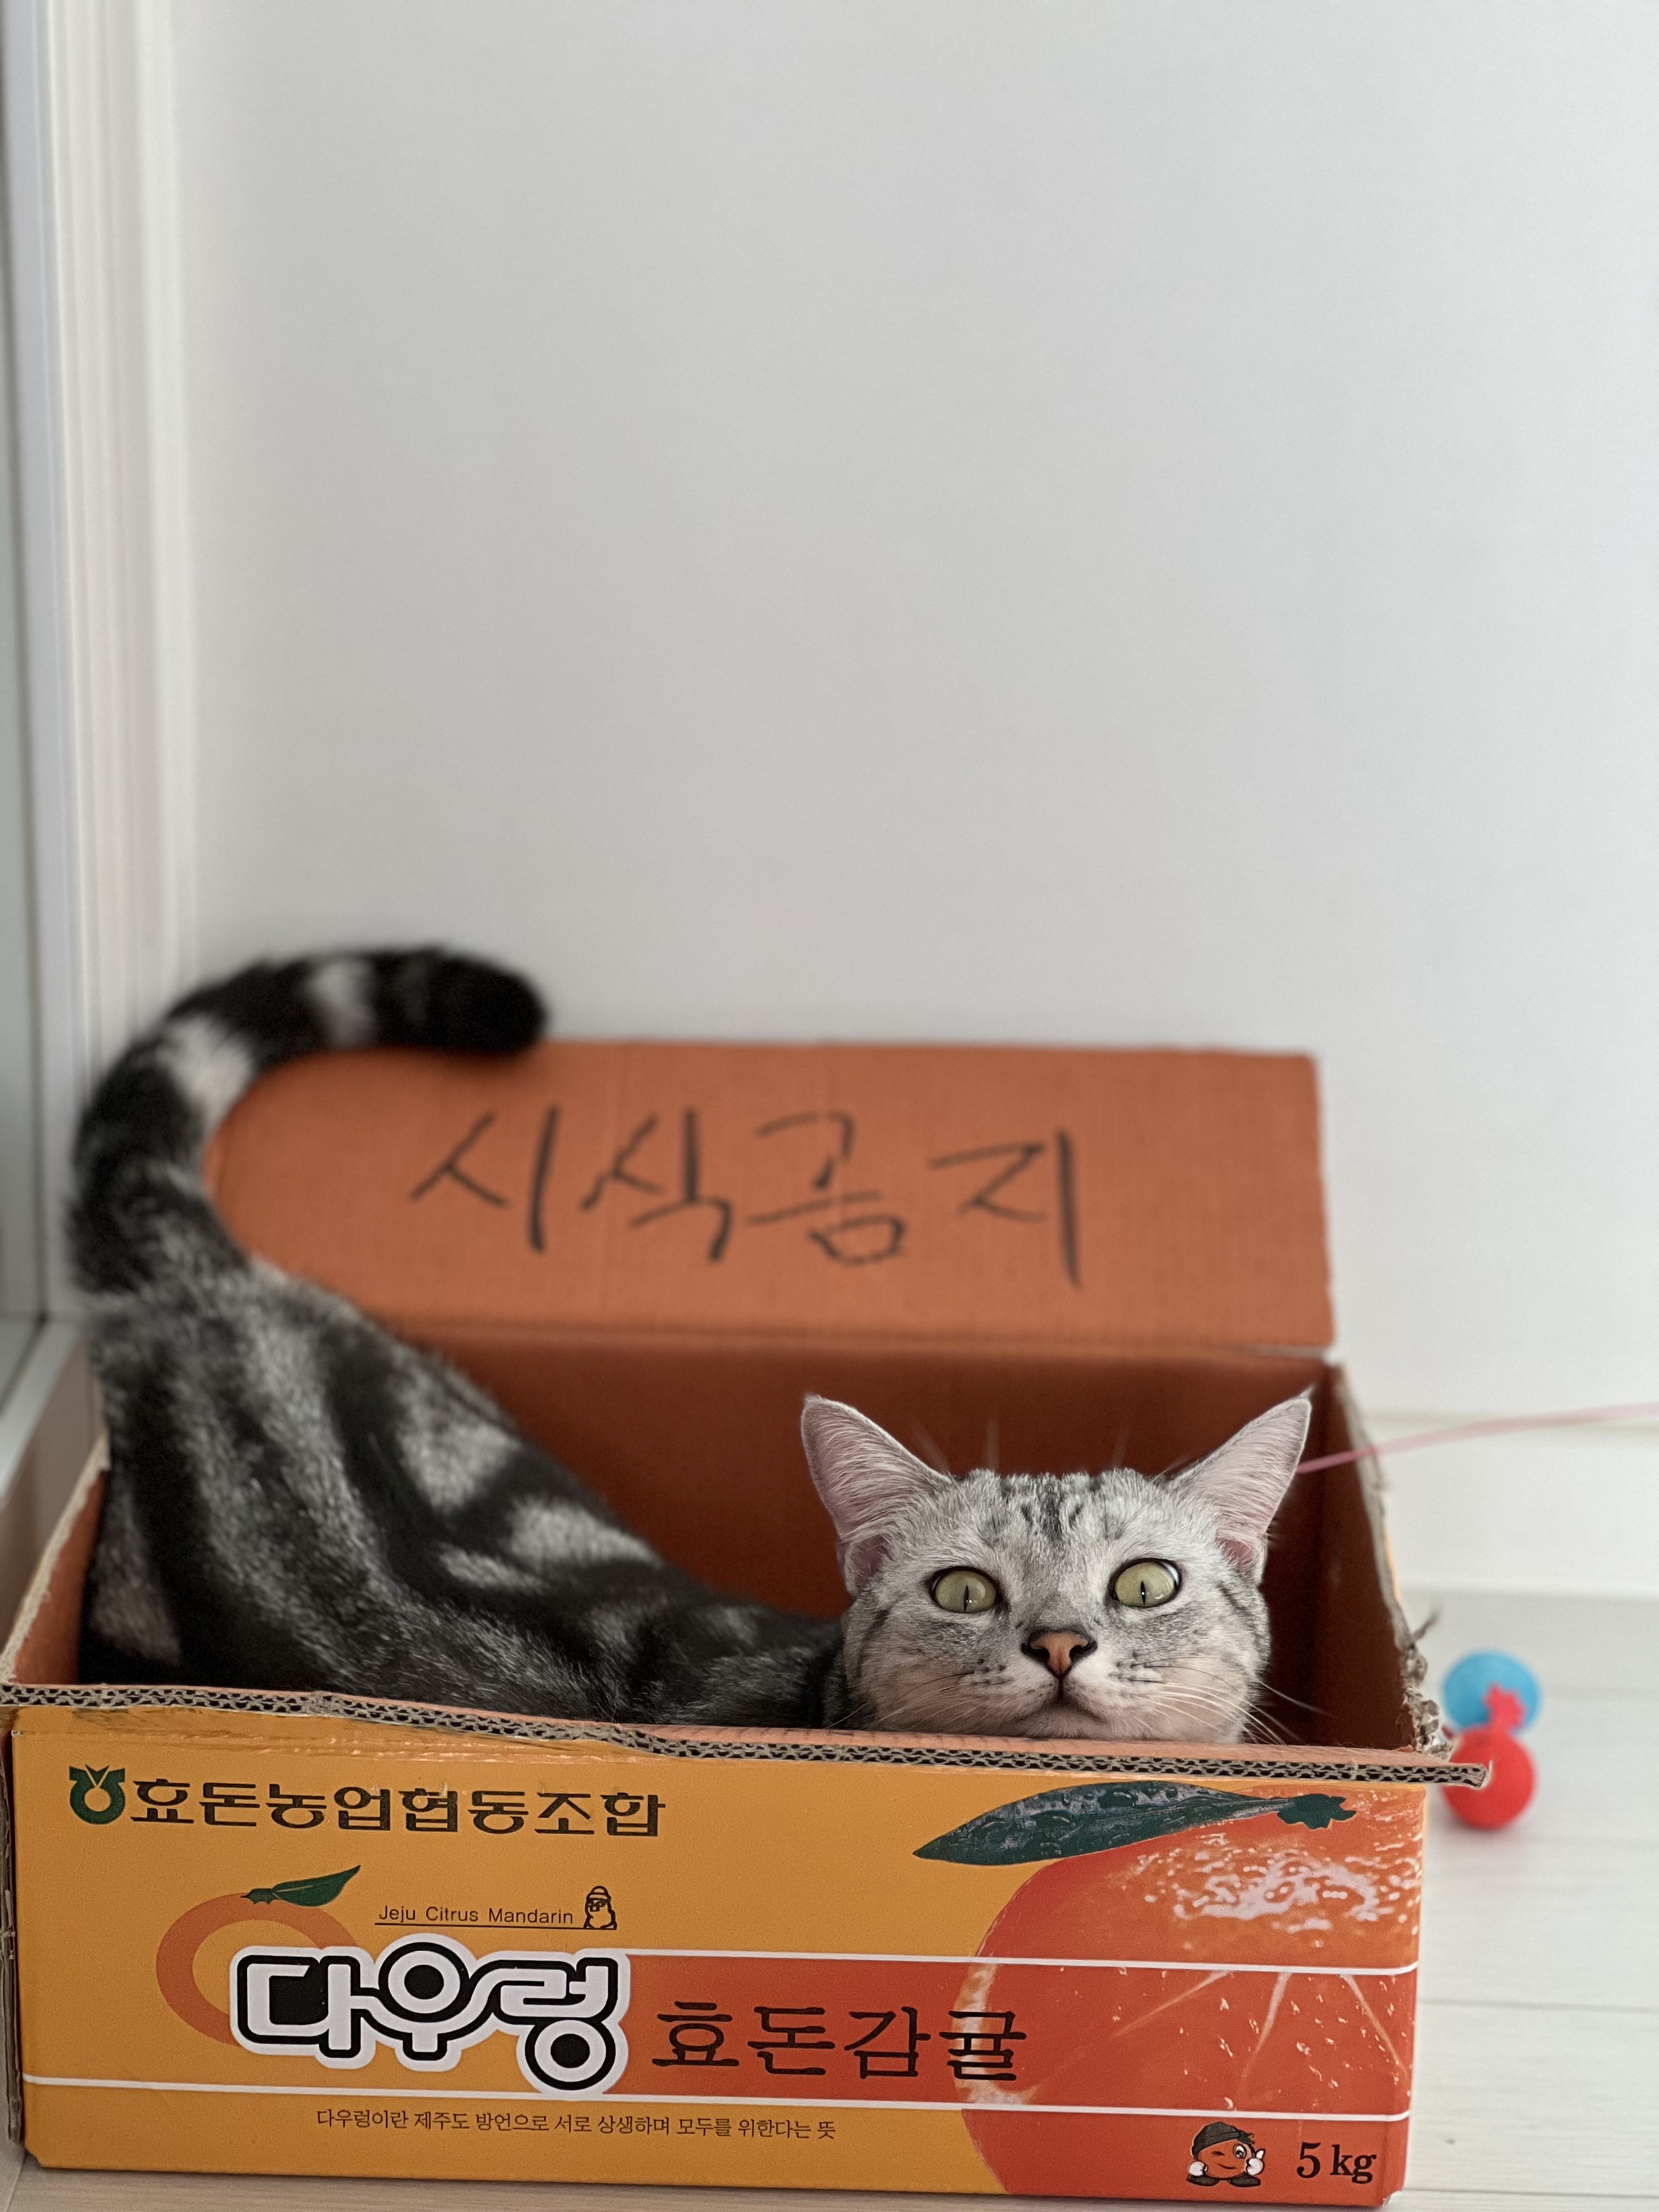 시식금지
효돈농업협동조합
Jeju Citrus Mandarin
다우렁 효돈감귤
다우렁이란 제주도 방언으로 서로 상생하며 모두를 위한다는 뜻
5kg